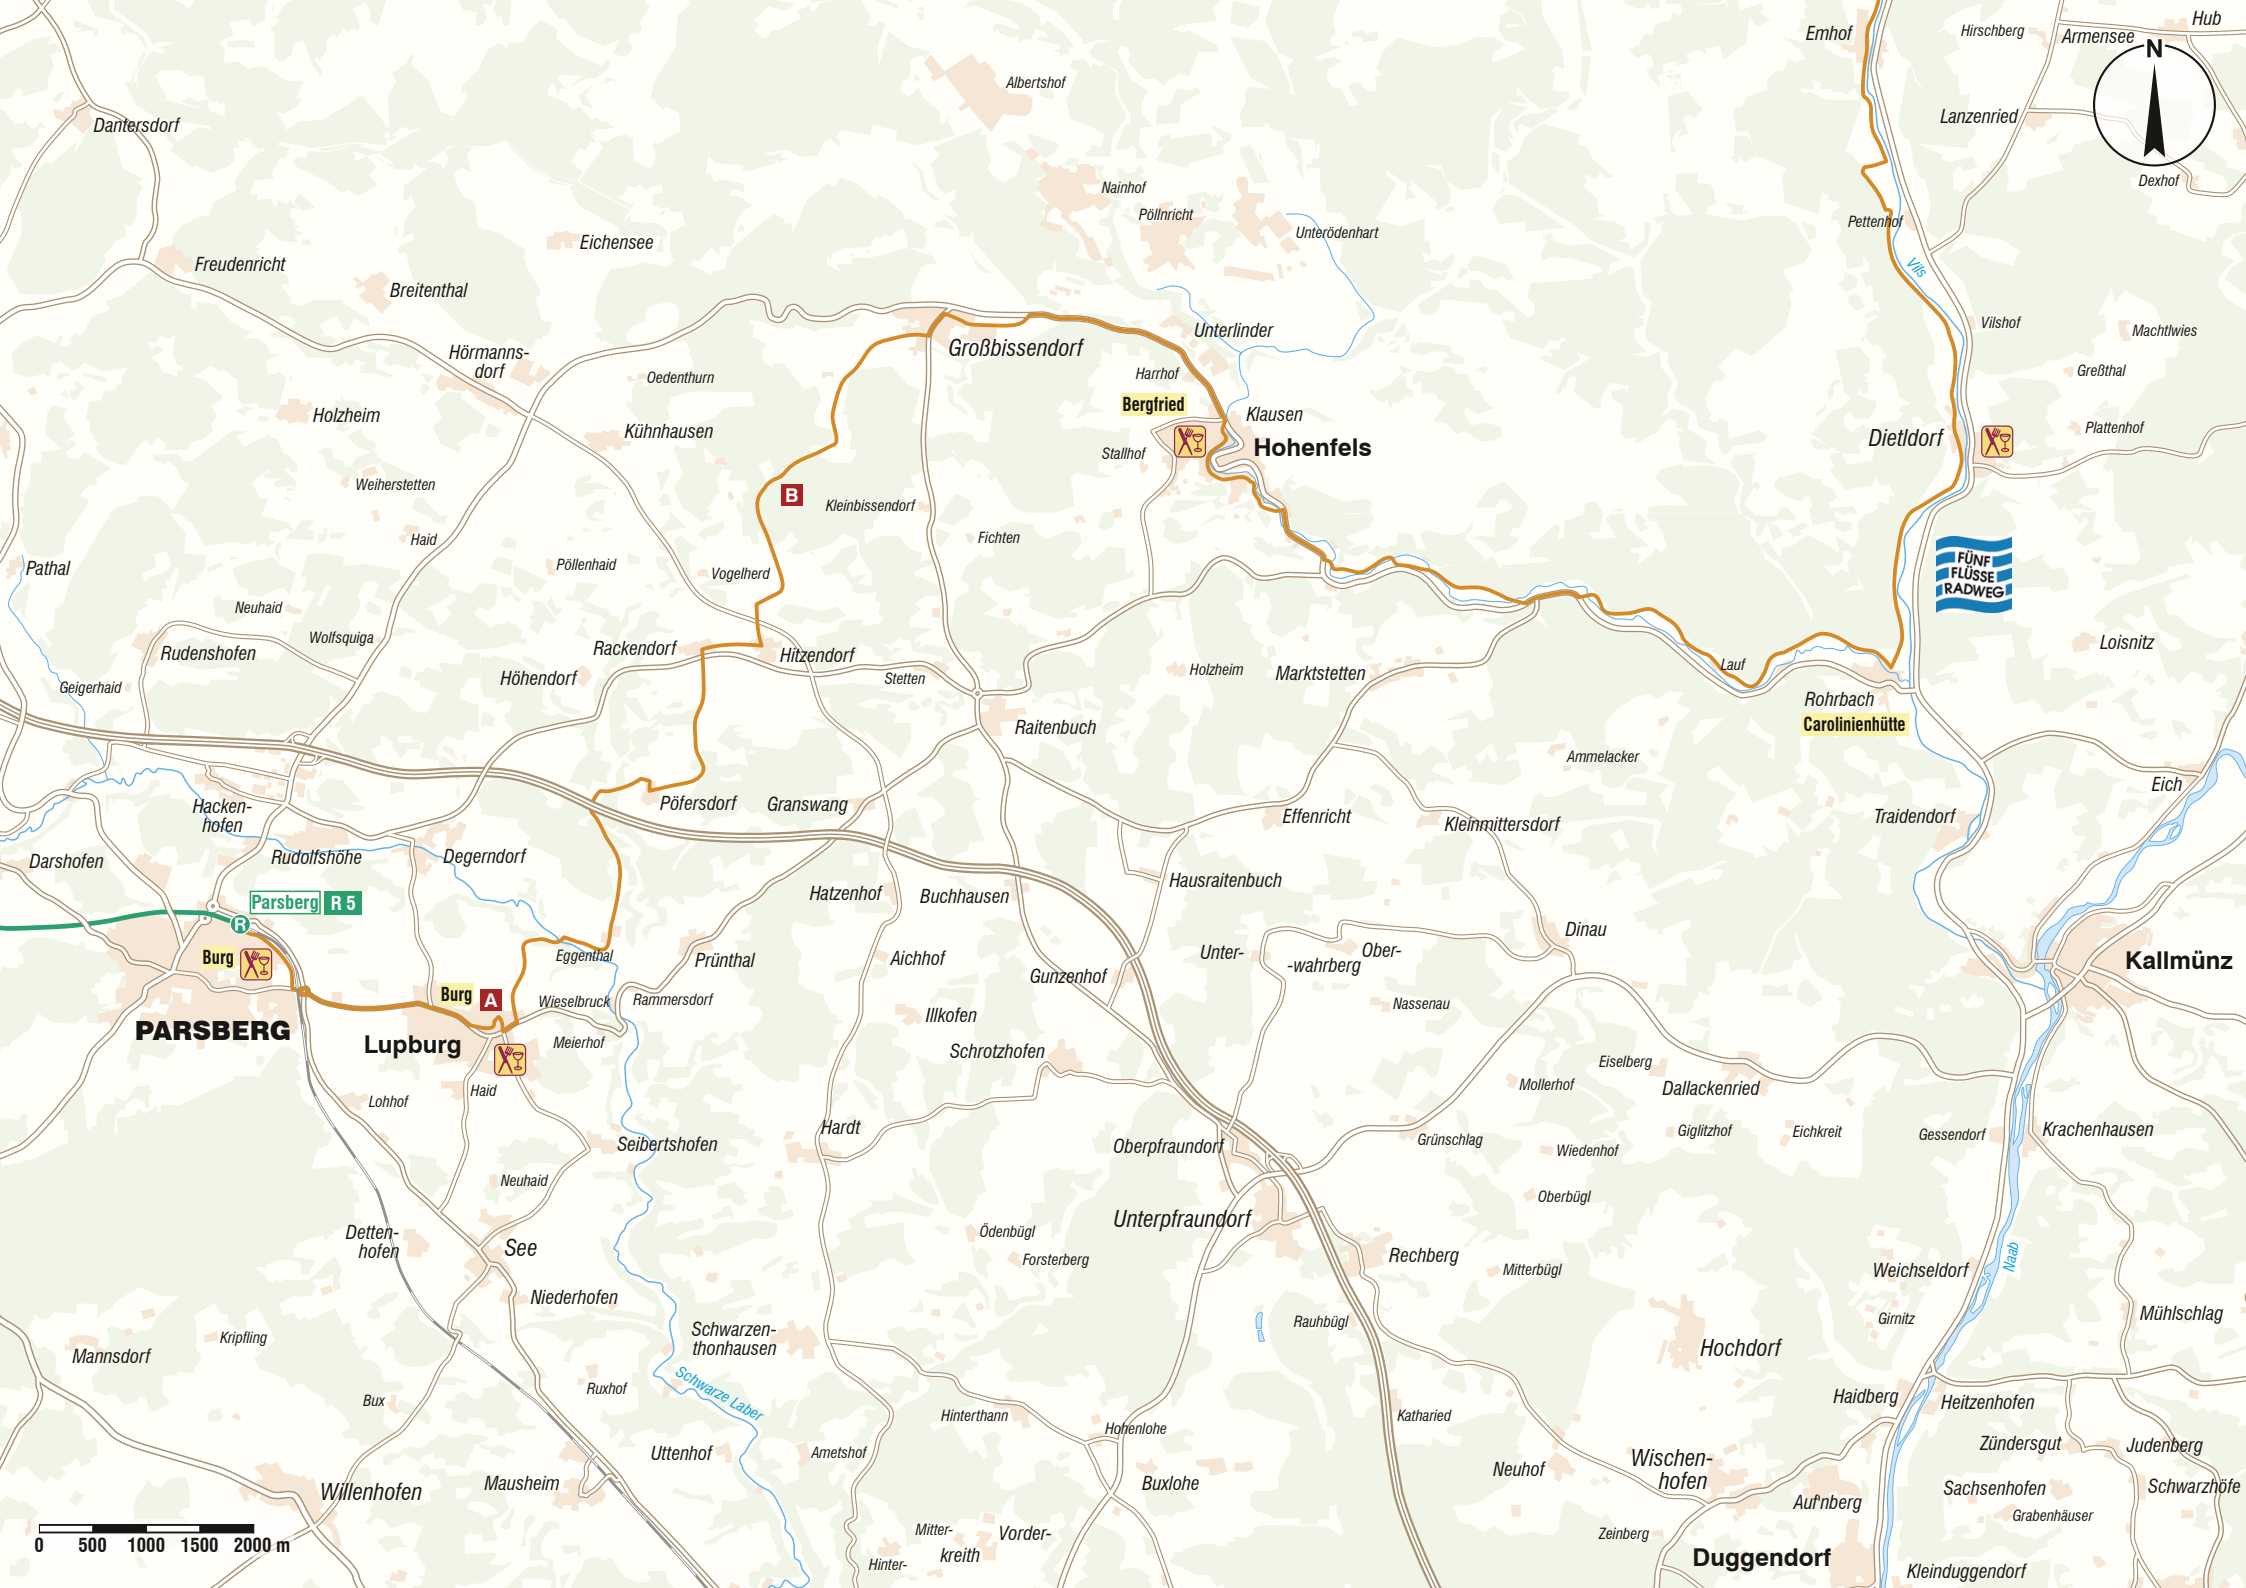 Emhof
Hirschberg
Hub
Armensee
N
Albertshof
Lanzenried
Dantersdorf
Dexhof
Nainhof
Pöllnricht
Unterödenhart
Pettenhof
Eichensee
Freudenricht
Vils
Breitenthal
Vilshof
Machtlwies
Unterlinder
Großbissendorf
Hörmanns-
dorf
Oedenthurn
Harrhof
Greßthal
Bergfried
Holzheim
Klausen
Kühnhausen
Plattenhof
Dietldorf
Hohenfels
Stallhof
Weiherstetten
B
Kleinbissendorf
Haid
Fichten
FÜNF
FLÜSSE
RADWEG
Pathal
Pöllenhaid
Vogelherd
Neuhaid
Wolfsquiga
Rudenshofen
Rackendorf
Hitzendorf
Loisnitz
Höhendorf
Stetten
Holzheim
Marktstetten
Lauf
Geigerhaid
Rohrbach
Carolinienhütte
Raitenbuch
Ammelacker
Eich
Hacken-
hofen
Pöfersdorf
Granswang
Effenricht
Kleinmittersdorf
Traidendorf
Darshofen
Rudolfshöhe
Degerndorf
Hatzenhof
Buchhausen
Hausraitenbuch
Parsberg
R 5
R
Dinau
Burg
Eggenthal
Prünthal
Aichhof
Gunzenhof
Unter-
Ober-
-wahrberg
Kallmünz
Burg
A
Wieselbruck
Rammersdorf
Nassenau
PARSBERG
Lupburg
Meierhof
Illkofen
Schrotzhofen
Eiselberg
Mollerhof
Dallackenried
Haid
Lohhof
Hardt
Seibertshofen
Oberpfraundorf
Grünschlag
Wiedenhof
Giglitzhof
Eichkreit
Gessendorf
Krachenhausen
Neuhaid
Oberbügl
Unterpfraundorf
Detten-
hofen
See
Ödenbügl
Forsterberg
Rechberg
Mitterbügl
Weichseldorf
Naab
Niederhofen
Rauhbügl
Girnitz
Mühlschlag
Kripfling
Mannsdorf
Schwarzen-
thonhausen
Hochdorf
Schwarze Laber
Ruxhof
Bux
Hinterthann
Hohenlohe
Katharied
Haidberg
Heitzenhofen
Uttenhof
Ametshof
Zündersgut
Judenberg
Willenhofen
Mausheim
Buxlohe
Neuhof
Wischen-
hofen
Auf'nberg
Sachsenhofen
Schwarzhöfe
Grabenhäuser
Mitter-
Vorder-
kreith
Hinter-
Zeinberg
Duggendorf
Kleinduggendorf
0 500 1000 1500 2000 m